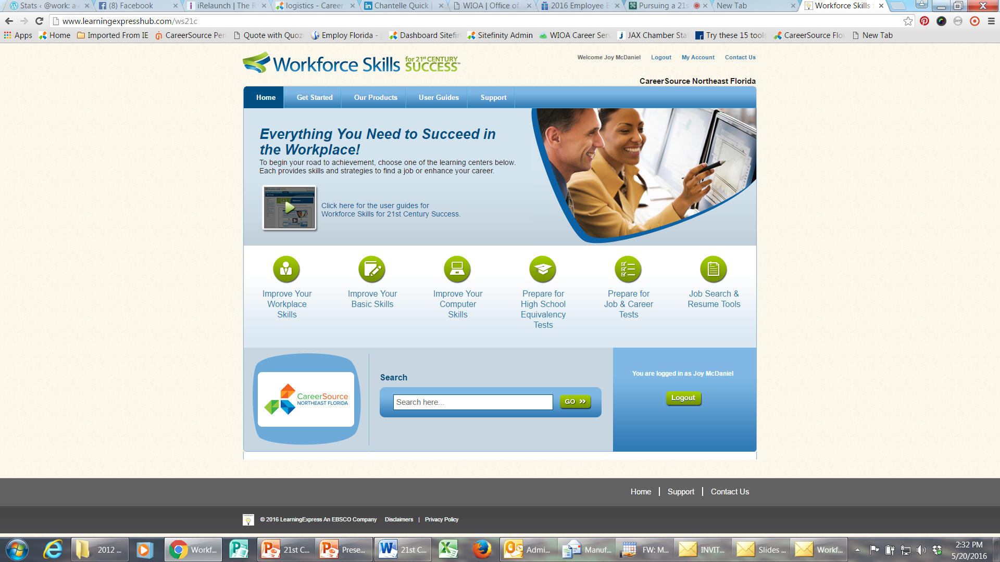 Stats ‹ @work: a c
(8) Facebook
iRelaunch | The R
logistics - Career
Chantelle Quick |
WIOA | Office of
2016 Employee E
Pursuing a 21s
New Tab
Workforce Skills f
www.learningexpresshub.com/ws21c
Apps
Home
Imported From IE
CareerSource Per
Quote with Quoz
Employ Florida -
Dashboard Sitefin
Sitefinity Admin
WIOA Career Serv
JAX Chamber Stat
Try these 15 tools
CareerSource Flor
New Tab
Workforce Skills for 21st CENTURY SUCCESS™
Welcome Joy McDaniel Logout My Account Contact Us
CareerSource Northeast Florida
Home Get Started Our Products User Guides Support
Everything You Need to Succeed in
the Workplace!
To begin your road to achievement, choose one of the learning centers below.
Each provides skills and strategies to find a job or enhance your career.
Click here for the user guides for
Workforce Skills for 21st Century Success.
Improve Your
Workplace
Skills
Improve Your
Basic Skills
Improve Your
Computer
Skills
Prepare for
High School
Equivalency
Tests
Prepare for
Job & Career
Tests
Job Search &
Resume Tools
CareerSource
NORTHEAST FLORIDA
Search
Search here...
GO »
You are logged in as Joy McDaniel
Logout
Home | Support | Contact Us
© 2016 LearningExpress An EBSCO Company Disclaimers | Privacy Policy
2012 ...
Workf...
21st C...
Prese...
21st C...
Admi...
Manuf...
FW: M...
INVIT...
Slides ...
Workf...
2:32 PM
5/20/2016